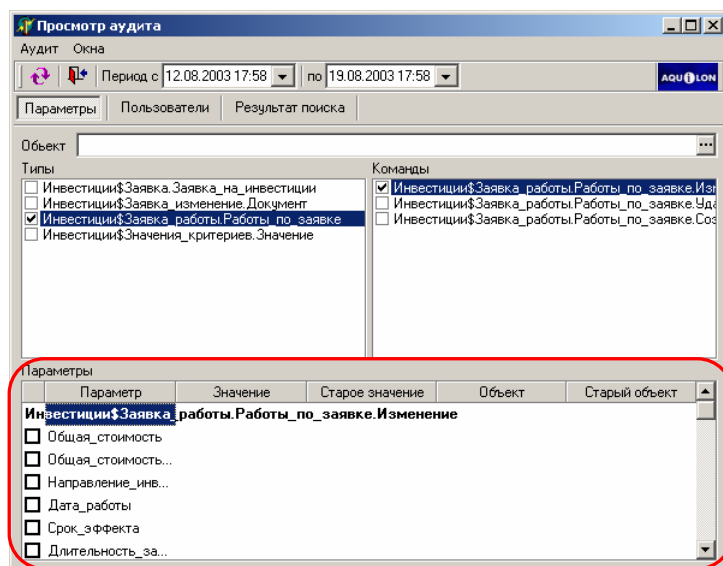 Просмотр аудита
Аудит Окна
Период с 12.08.2003 17:58 по 19.08.2003 17:58 AQUILON
Параметры Пользователи Результат поиска
Объект
Типы Команды
Инвестиции$Заявка.Заявка_на_инвестиции Инвестиции$Заявка_работы.Работы_по_заявке.Изм
Инвестиции$Заявка_изменение.Документ Инвестиции$Заявка_работы.Работы_по_заявке.Уда
Инвестиции$Заявка_работы.Работы_по_заявке Инвестиции$Заявка_работы.Работы_по_заявке.Соз
Инвестиции$Значения_критериев.Значение
Параметры
Параметр Значение Старое значение Объект Старый объект
Инвестиции$Заявка_работы.Работы_по_заявке.Изменение
Общая_стоимость
Общая_стоимость...
Направление_инв...
Дата_работы
Срок_эффекта
Длительность_за...